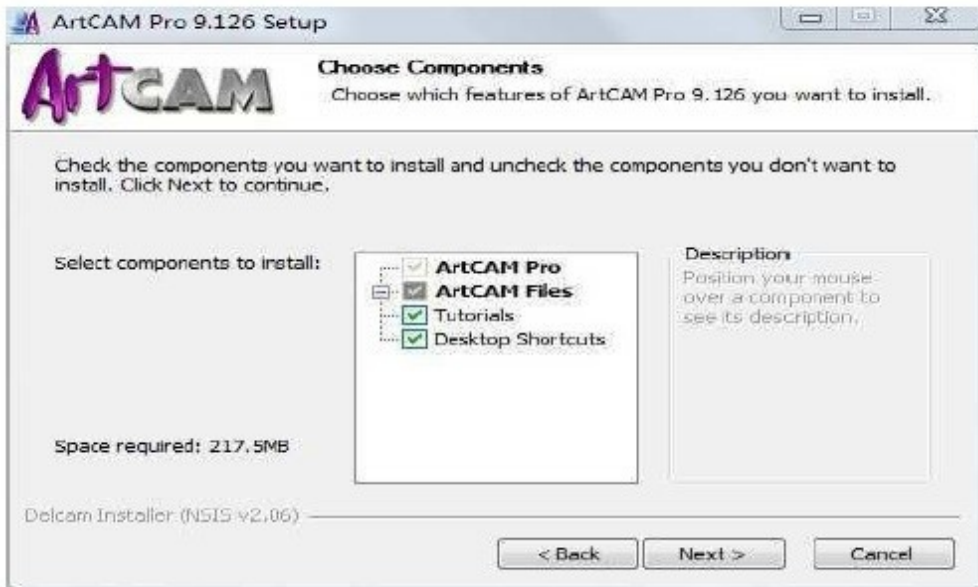 ArtCAM Pro 9.126 Setup
ArtCAM
Choose Components
Choose which features of ArtCAM Pro 9.126 you want to install.
Check the components you want to install and uncheck the components you don't want to
install. Click Next to continue.
Select components to install:
ArtCAM Pro
ArtCAM Files
Tutorials
Desktop Shortcuts
Description
Position your mouse
over a component to
see its description.
Space required: 217.5MB
Delcam Installer (NSIS v2.06)
< Back
Next >
Cancel